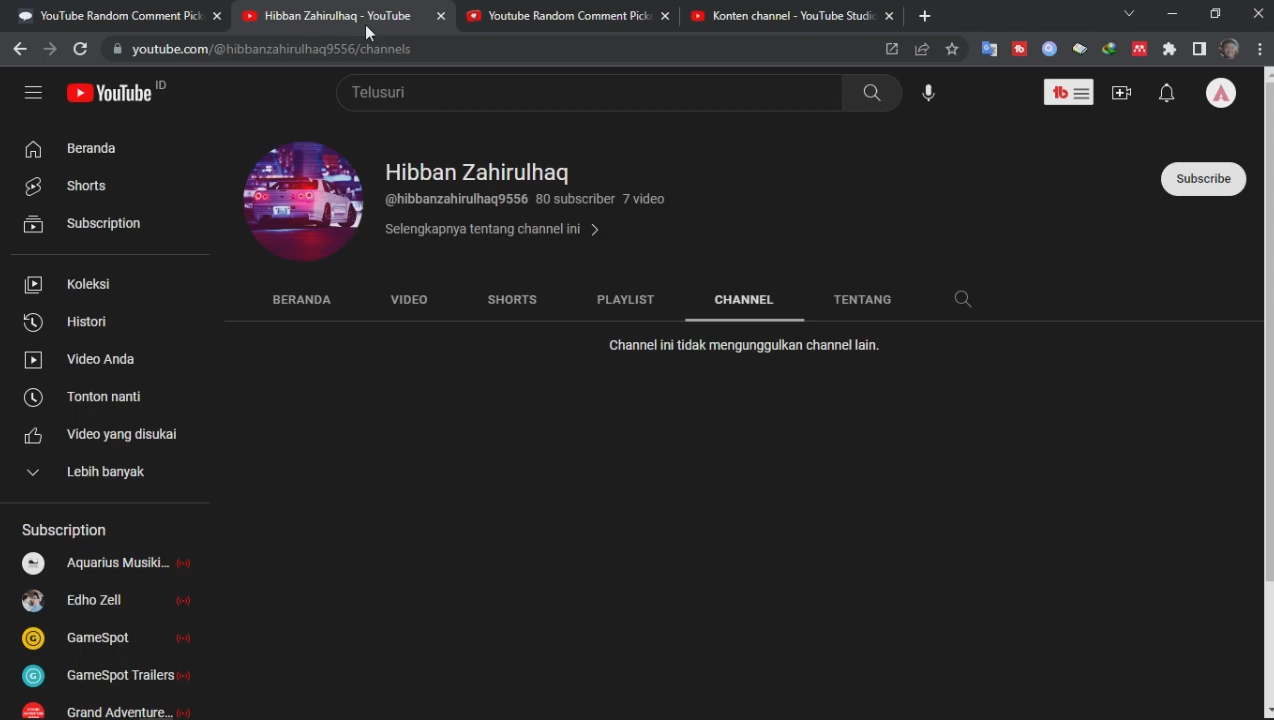 YouTube Random Comment Pick
Hibban Zahirulhaq - YouTube
Youtube Random Comment Picke
Konten channel - YouTube Studio
youtube.com/@hibbanzahirulhaq9556/channels
YouTube ID
Telusuri
Beranda
Shorts
Subscription
Koleksi
Histori
Video Anda
Tonton nanti
Video yang disukai
Lebih banyak
Subscription
Aquarius Musiki...
Edho Zell
GameSpot
GameSpot Trailers
Grand Adventure...
Hibban Zahirulhaq
@hibbanzahirulhaq9556 80 subscriber 7 video
Selengkapnya tentang channel ini
Subscribe
BERANDA VIDEO SHORTS PLAYLIST CHANNEL TENTANG
Channel ini tidak mengunggulkan channel lain.